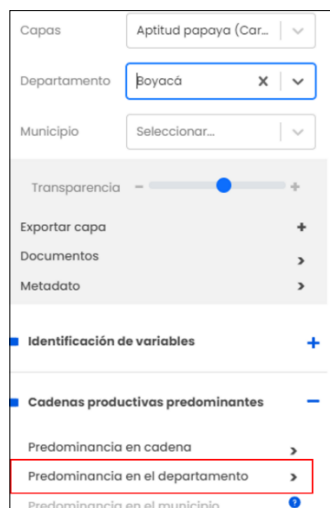 Capas Aptitud papaya (Car...
Departamento Boyacá
Municipio Seleccionar...
Transparencia - +
Exportar capa +
Documentos >
Metadato >
Identificación de variables +
Cadenas productivas predominantes -
Predominancia en cadena >
Predominancia en el departamento >
Predominancia en el municipio ?